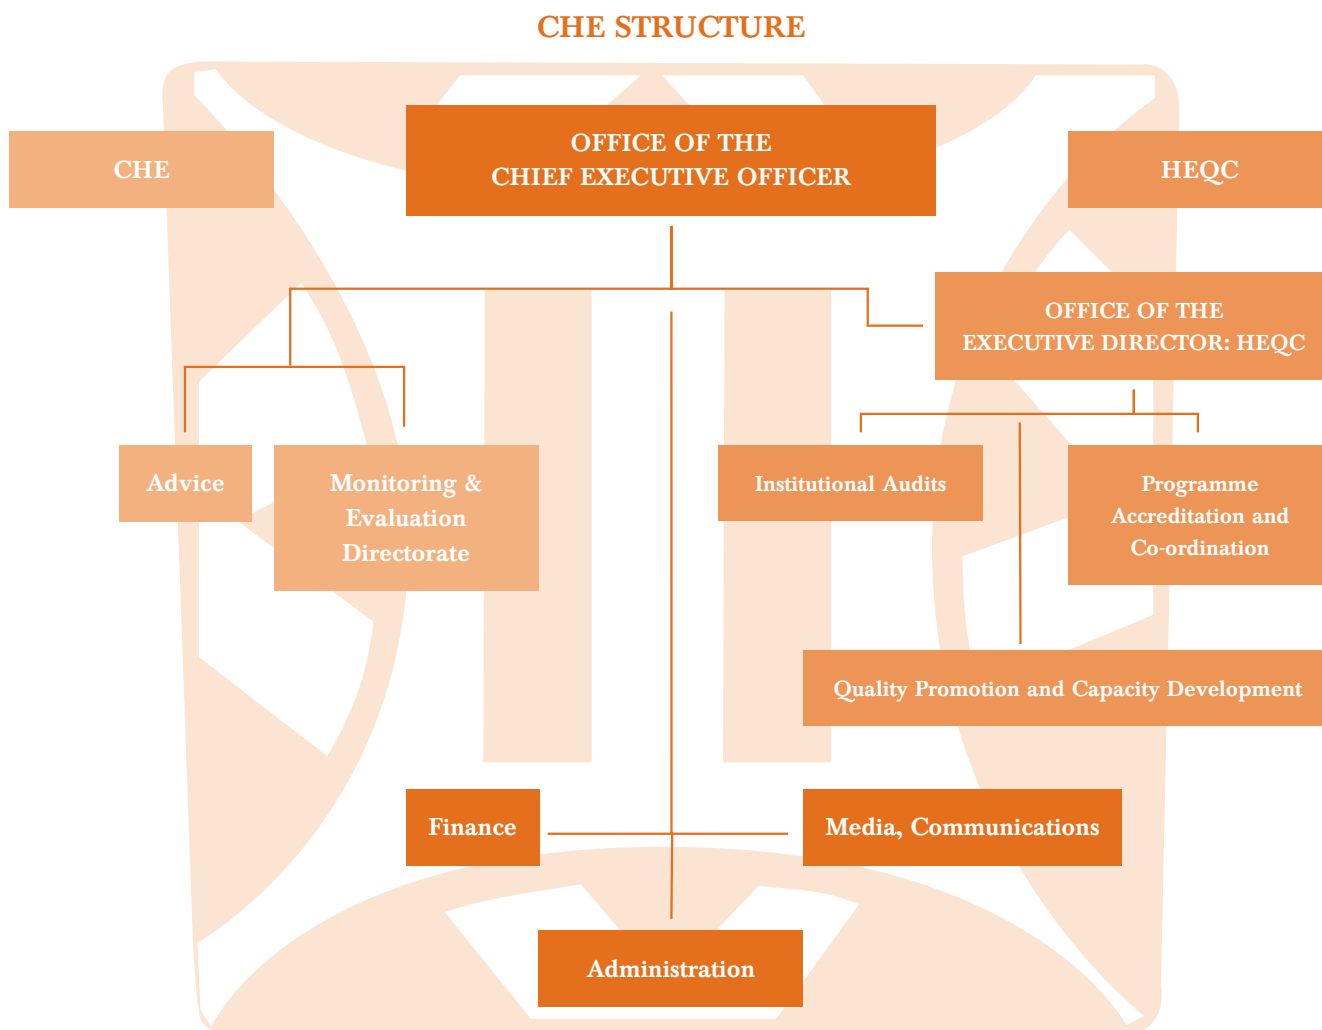 CHE STRUCTURE
CHE
OFFICE OF THE
CHIEF EXECUTIVE OFFICER
HEQC
OFFICE OF THE
EXECUTIVE DIRECTOR: HEQC
Advice
Monitoring &
Evaluation
Directorate
Institutional Audits
Programme
Accreditation and
Co-ordination
Quality Promotion and Capacity Development
Finance
Media, Communications
Administration